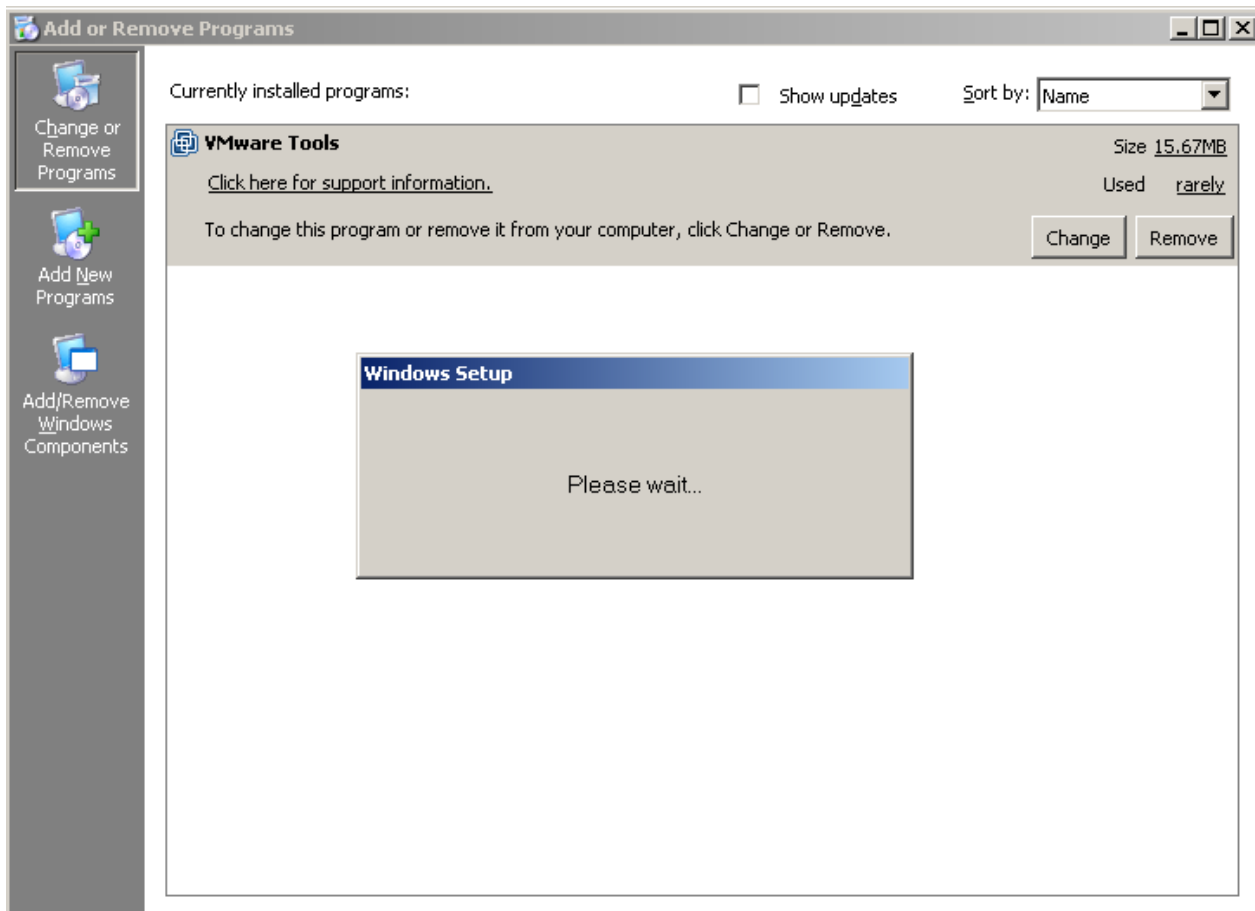 Add or Remove Programs
Change or
Remove
Programs
Add New
Programs
Add/Remove
Windows
Components
Currently installed programs:
Show updates
Sort by: Name
VMware Tools
Size 15.67MB
Click here for support information.
Used rarely
To change this program or remove it from your computer, click Change or Remove.
Change
Remove
Windows Setup
Please wait...